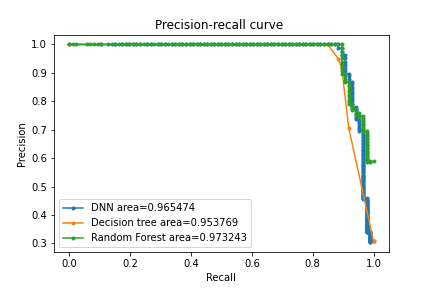 Precision-recall curve
Precision
1.0
0.9
0.8
0.7
0.6
0.5
0.4
0.3
DNN area=0.965474
Decision tree area=0.953769
Random Forest area=0.973243
0.0 0.2 0.4 0.6 0.8 1.0
Recall